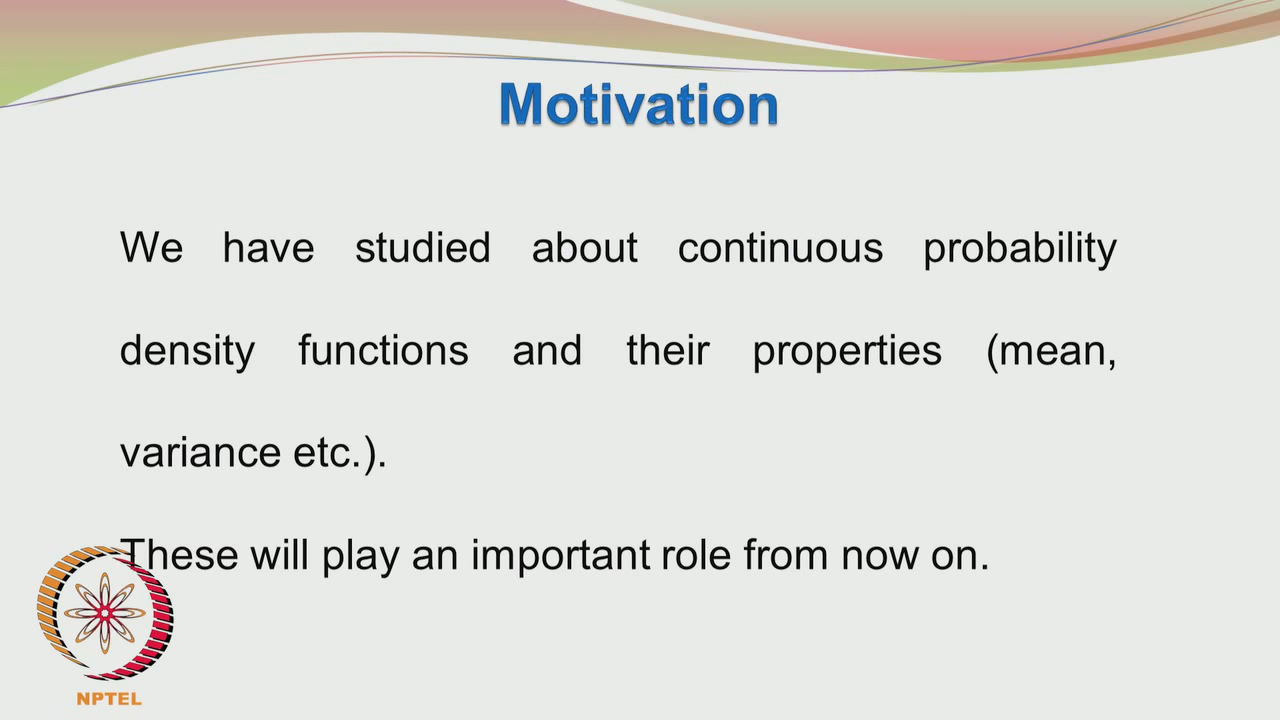 Motivation
We have studied about continuous probability
density functions and their properties (mean,
variance etc.).
These will play an important role from now on.
NPTEL